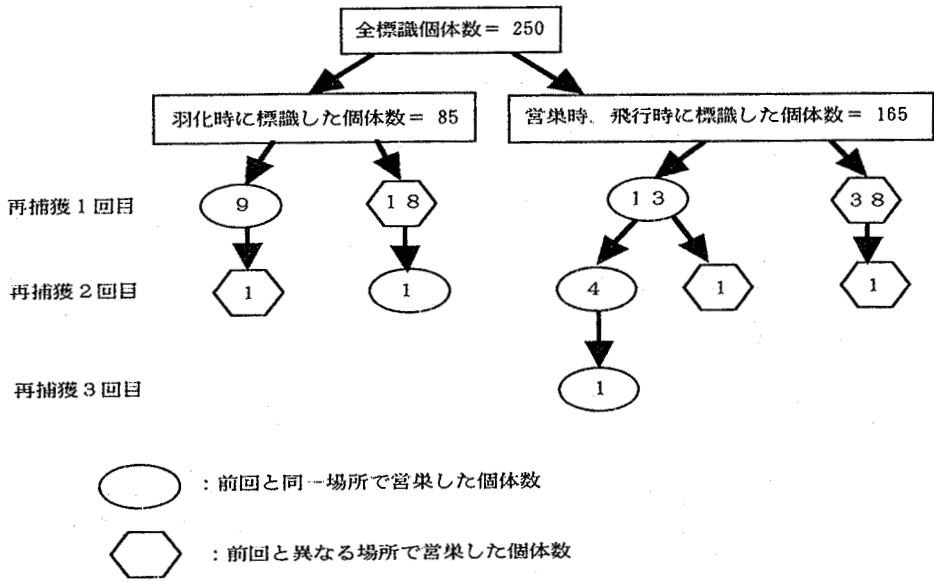 全標識個体数＝ 250
羽化時に標識した個体数＝ 85
営巣時、飛行時に標識した個体数＝ 165
再捕獲１回目
9
18
13
38
再捕獲２回目
1
1
4
1
1
再捕獲３回目
1
：前回と同一場所で営巣した個体数
：前回と異なる場所で営巣した個体数